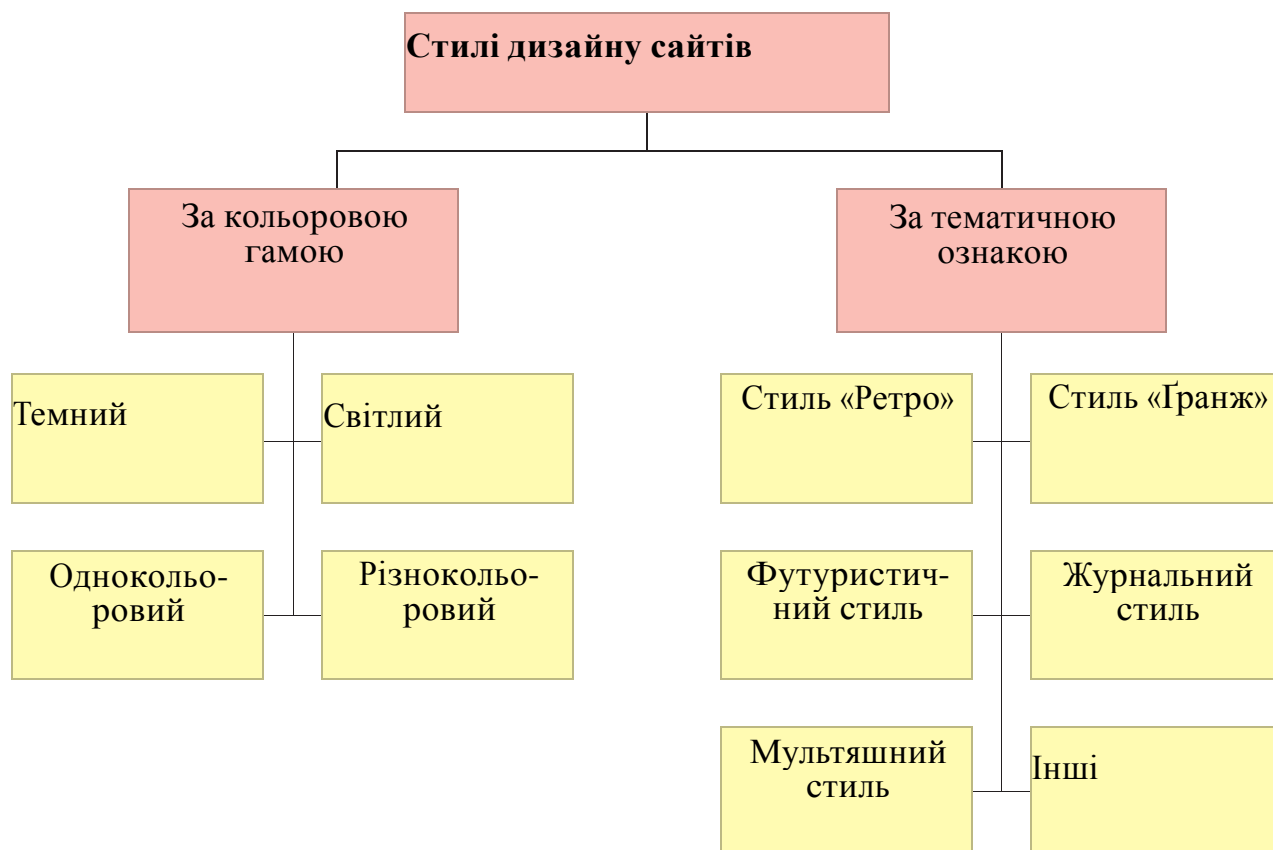 Стилі дизайну сайтів
За кольоровою
гамою
За тематичною
ознакою
Темний
Світлий
Стиль «Ретро»
Стиль «Ґранж»
Однокольо-
ровий
Різнокольо-
ровий
Футуристич-
ний стиль
Журнальний
стиль
Мультяшний
стиль
Інші